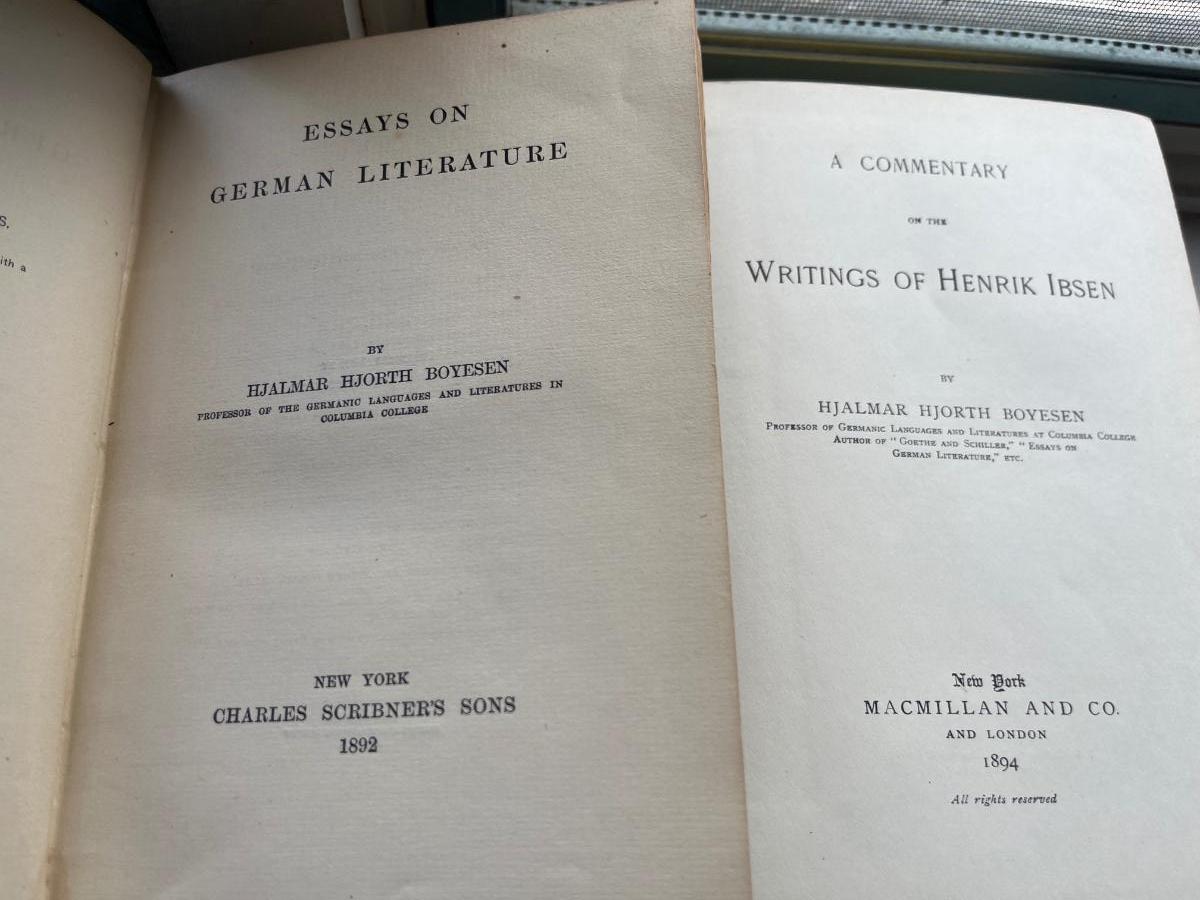 S.
ith a
ESSAYS ON
GERMAN LITERATURE
BY
HJALMAR HJORTH BOYESEN
PROFESSOR OF THE GERMANIC LANGUAGES AND LITERATURES IN
COLUMBIA COLLEGE
NEW YORK
CHARLES SCRIBNER'S SONS
1892
A COMMENTARY
ON THE
WRITINGS OF HENRIK IBSEN
BY
HJALMAR HJORTH BOYESEN
PROFESSOR OF GERMANIC LANGUAGES AND LITERATURES AT COLUMBIA COLLEGE
AUTHOR OF "GOETHE AND SCHILLER," "ESSAYS ON
GERMAN LITERATURE," ETC.
New York
MACMILLAN AND CO.
AND LONDON
1894
All rights reserved